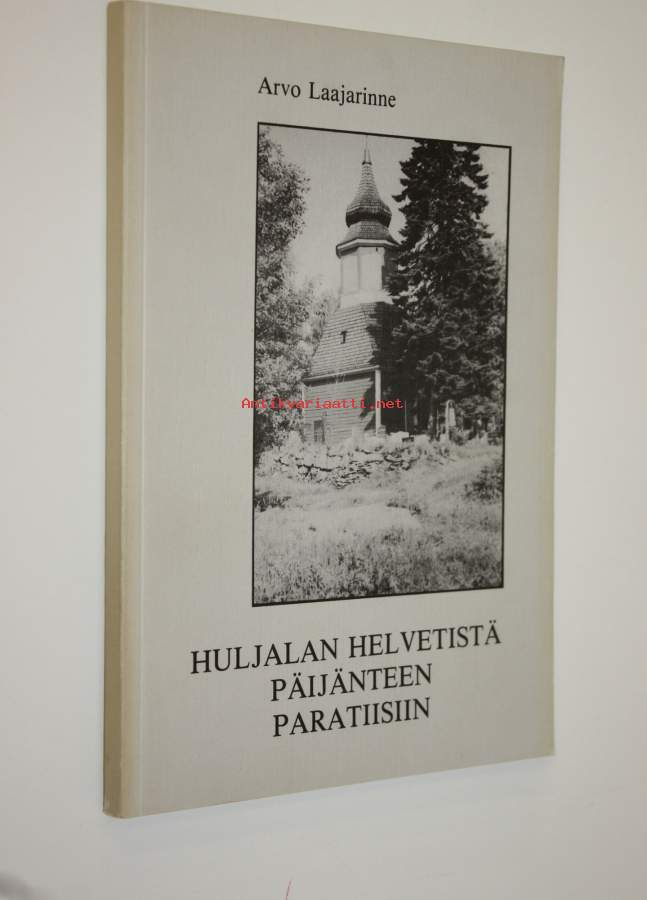 Arvo Laajarinne
Antikvariaatti.net
HULJALAN HELVETISTÄ
PÄIJÄNTEEN
PARATIISIIN